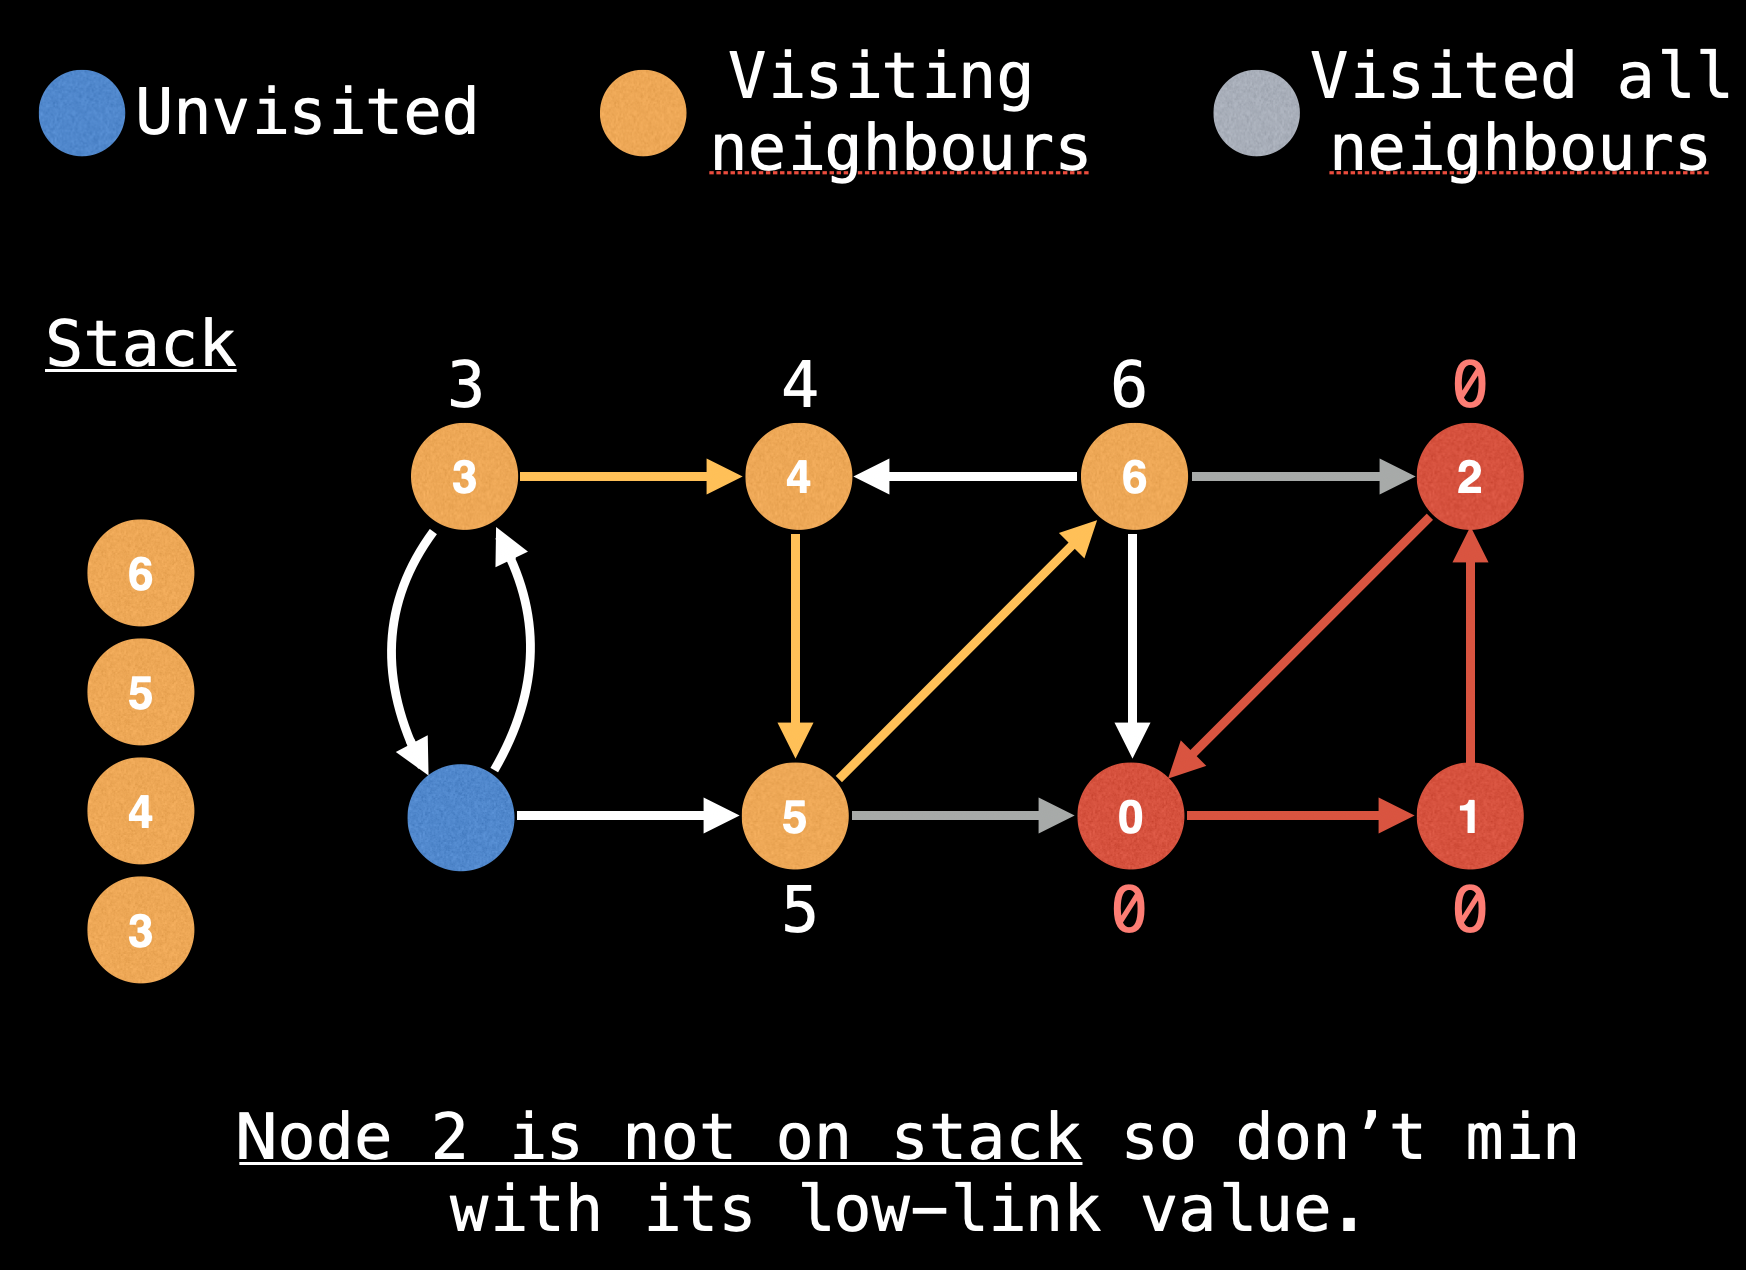 Unvisited
Visiting
neighbours
Visited all
neighbours
Stack
3 4 6 0
3 4 6 2
6
5
4
3
5 0 1
5 0 0
Node 2 is not on stack so don’t min
with its low-link value.